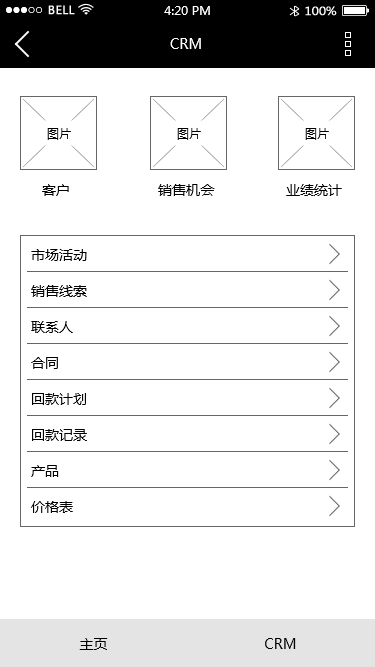 BELL 4:20 PM 100%
CRM
图片 图片 图片
客户 销售机会 业绩统计
市场活动
销售线索
联系人
合同
回款计划
回款记录
产品
价格表
主页 CRM